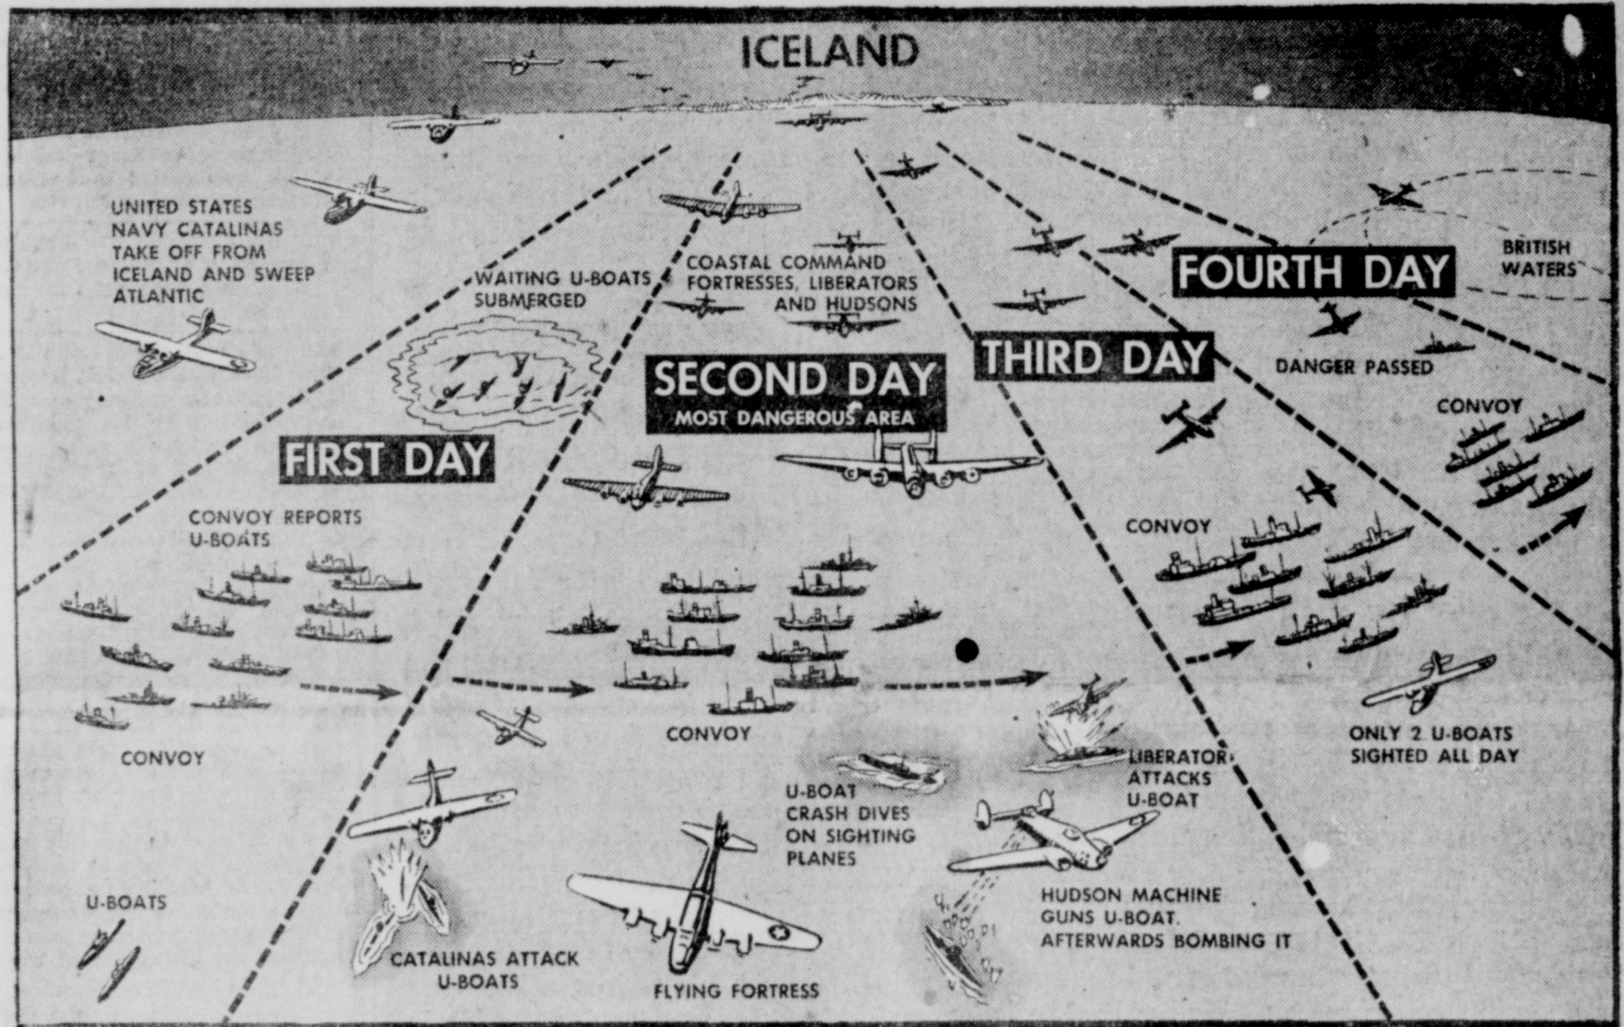 ICELAND
UNITED STATES
NAVY CATALINAS
TAKE OFF FROM
ICELAND AND SWEEP
ATLANTIC
WAITING U-BOATS
SUBMERGED
COASTAL COMMAND
FORTRESSES, LIBERATORS
AND HUDSONS
BRITISH
WATERS
FOURTH DAY
DANGER PASSED
CONVOY
THIRD DAY
SECOND DAY
MOST DANGEROUS AREA
FIRST DAY
CONVOY REPORTS
U-BOATS
CONVOY
CONVOY
CONVOY
ONLY 2 U-BOATS
SIGHTED ALL DAY
LIBERATOR
ATTACKS
U-BOAT
U-BOAT
CRASH DIVES
ON SIGHTING
PLANES
HUDSON MACHINE
GUNS U-BOAT.
AFTERWARDS BOMBING IT
U-BOATS
CATALINAS ATTACK
U-BOATS
FLYING FORTRESS